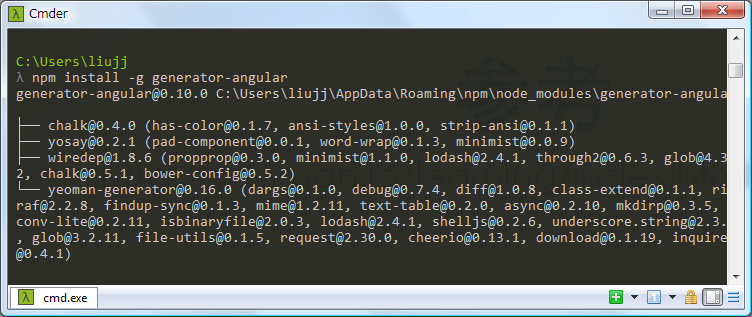 Cmder
C:\Users\liujj
λ npm install -g generator-angular
generator-angular@0.10.0 C:\Users\liujj\AppData\Roaming\npm\node_modules\generator-angula
├── chalk@0.4.0 (has-color@0.1.7, ansi-styles@1.0.0, strip-ansi@0.1.1)
├── yosay@0.2.1 (pad-component@0.0.1, word-wrap@0.1.3, minimist@0.0.9)
├── wiredep@1.8.6 (propprop@0.3.0, minimist@1.1.0, lodash@2.4.1, through2@0.6.3, glob@4.3
2, chalk@0.5.1, bower-config@0.5.2)
└── yeoman-generator@0.16.0 (dargs@0.1.0, debug@0.7.4, diff@1.0.8, class-extend@0.1.1, ri
raf@2.2.8, findup-sync@0.1.3, mime@1.2.11, text-table@0.2.0, async@0.2.10, mkdirp@0.3.5,
conv-lite@0.2.11, isbinaryfile@2.0.3, lodash@2.4.1, shelljs@0.2.6, underscore.string@2.3.
, glob@3.2.11, file-utils@0.1.5, request@2.30.0, cheerio@0.13.1, download@0.1.19, inquire
@0.4.1)
cmd.exe
参考